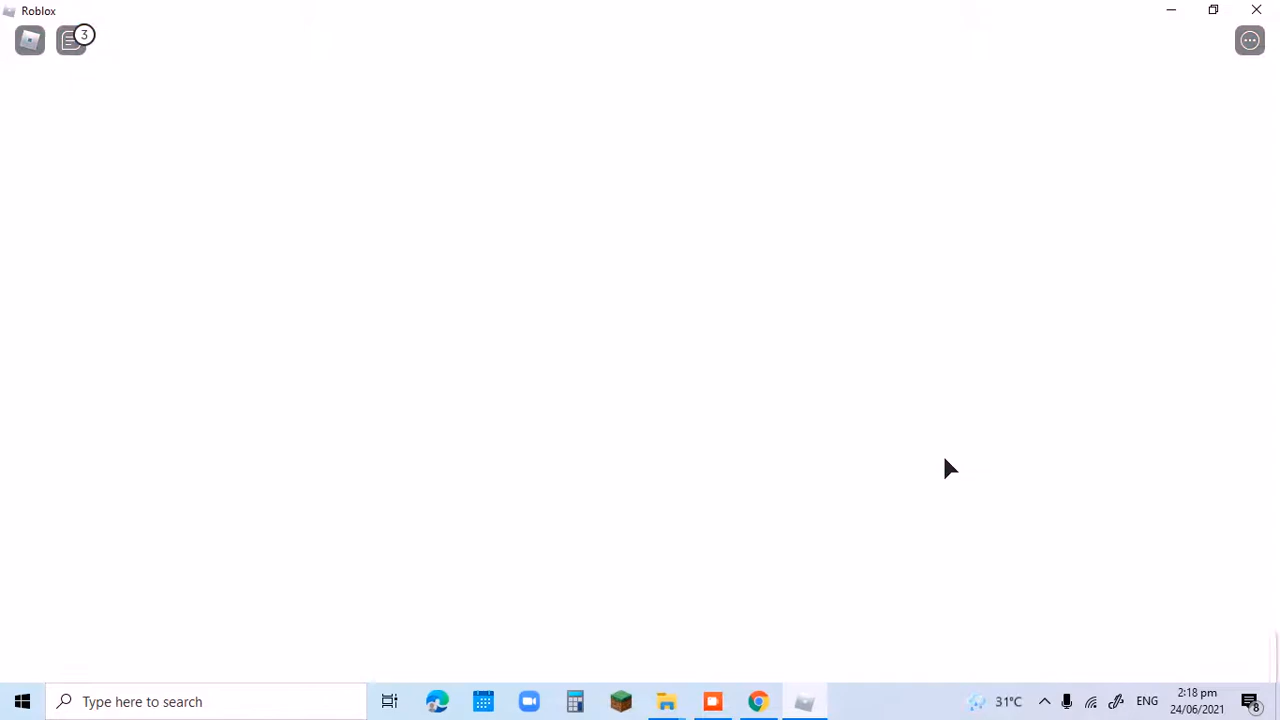 Roblox
3
Type here to search
31°C
ENG
2:18 pm
24/06/2021
8